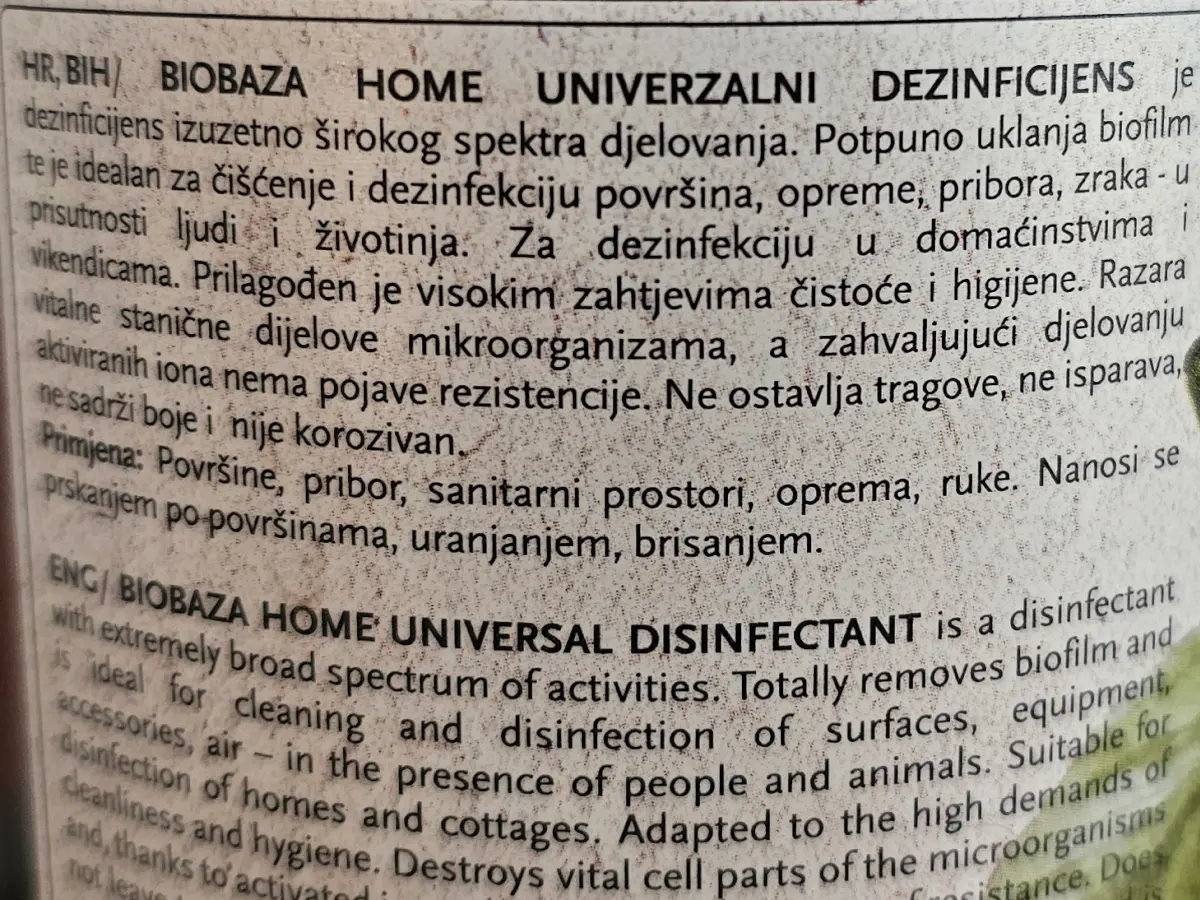 HR, BIH/ BIOBAZA HOME UNIVERZALNI DEZINFICIJENS je
dezinficijens izuzetno širokog spektra djelovanja. Potpuno uklanja biofilm
te je idealan za čišćenje i dezinfekciju površina, opreme, pribora, zraka - u
prisutnosti ljudi i životinja. Za dezinfekciju u domaćinstvima i
vikendicama. Prilagođen je visokim zahtjevima čistoće i higijene. Razara
vitalne stanične dijelove mikroorganizama, a zahvaljujući djelovanju
aktiviranih iona nema pojave rezistencije. Ne ostavlja tragove, ne isparava,
ne sadrži boje i nije korozivan.
Primjena: Površine, pribor, sanitarni prostori, oprema, ruke. Nanosi se
prskanjem po površinama, uranjanjem, brisanjem.
ENG/ BIOBAZA HOME UNIVERSAL DISINFECTANT is a disinfectant
with extremely broad spectrum of activities. Totally removes biofilm and
is ideal for cleaning and disinfection of surfaces, equipment,
accessories, air – in the presence of people and animals. Suitable for
disinfection of homes and cottages. Adapted to the high demands of
cleanliness and hygiene. Destroys vital cell parts of the microorganisms
and, thanks to activated resistance. Does
not leave